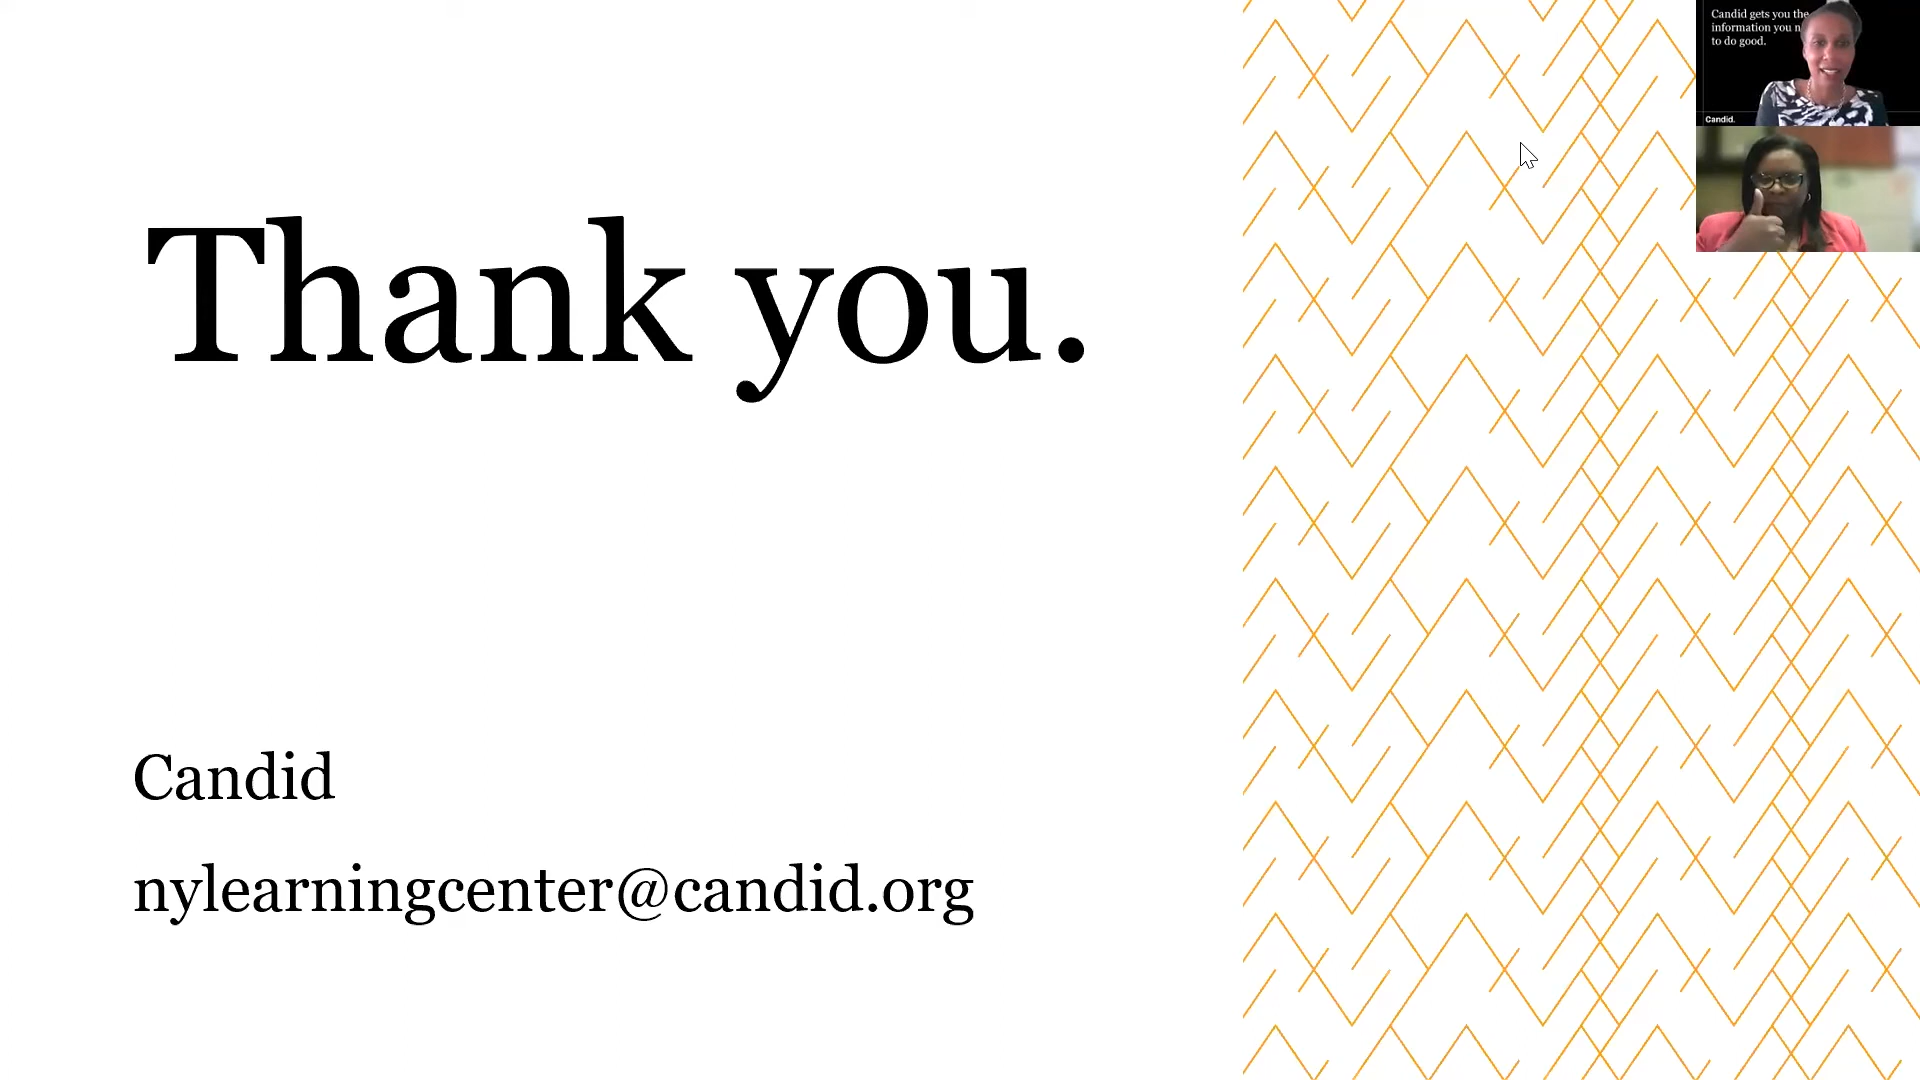 Thank you.
Candid
nylearningcenter@candid.org
Candid gets you the
information you
to do good.
Candid.